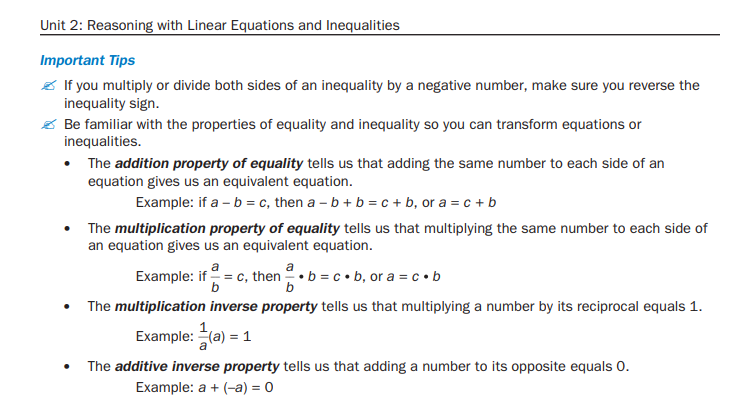 Unit 2: Reasoning with Linear Equations and Inequalities
Important Tips
If you multiply or divide both sides of an inequality by a negative number, make sure you reverse the
inequality sign.
Be familiar with the properties of equality and inequality so you can transform equations or
inequalities.
• The addition property of equality tells us that adding the same number to each side of an
equation gives us an equivalent equation.
Example: if a – b = c, then a – b + b = c + b, or a = c + b
• The multiplication property of equality tells us that multiplying the same number to each side of
an equation gives us an equivalent equation.
Example: if a/b = c, then a/b • b = c • b, or a = c • b
• The multiplication inverse property tells us that multiplying a number by its reciprocal equals 1.
Example: 1/a(a) = 1
• The additive inverse property tells us that adding a number to its opposite equals 0.
Example: a + (–a) = 0